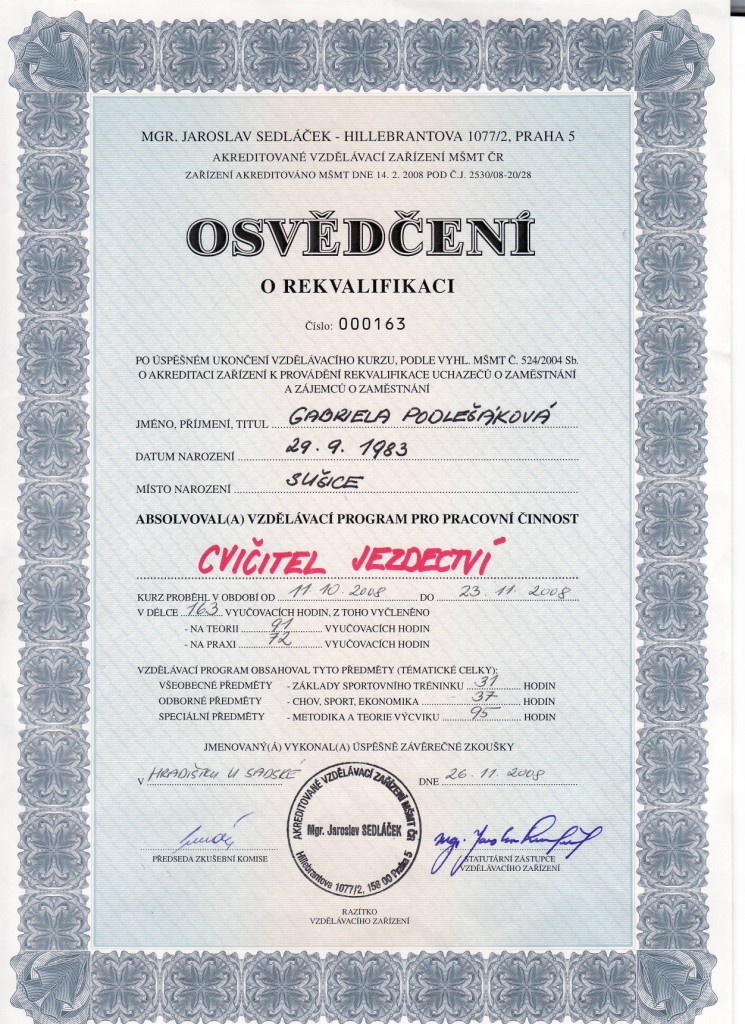 MGR. JAROSLAV SEDLÁČEK - HILLEBRANTOVA 1077/2, PRAHA 5
AKREDITOVANÉ VZDĚLÁVACÍ ZAŘÍZENÍ MŠMT ČR
ZAŘÍZENÍ AKREDITOVÁNO MŠMT DNE 14. 2. 2008 POD Č.J. 2530/08-20/28
OSVĚDČENÍ
O REKVALIFIKACI
Číslo: 000163
PO ÚSPĚŠNÉM UKONČENÍ VZDĚLÁVACÍHO KURZU, PODLE VYHL. MŠMT Č. 524/2004 Sb.
O AKREDITACI ZAŘÍZENÍ K PROVÁDĚNÍ REKVALIFIKACE UCHAZEČŮ O ZAMĚSTNÁNÍ
A ZÁJEMCŮ O ZAMĚSTNÁNÍ
JMÉNO, PŘÍJMENÍ, TITUL GABRIELA PODLEŠÁKOVÁ
DATUM NAROZENÍ 29. 9. 1983
MÍSTO NAROZENÍ SUŠICE
ABSOLVOVAL(A) VZDĚLÁVACÍ PROGRAM PRO PRACOVNÍ ČINNOST
CVIČITEL JEZDECTVÍ
KURZ PROBĚHL V OBDOBÍ OD 11.10.2008 DO 23.11.2008
V DÉLCE 163 VYUČOVACÍCH HODIN, Z TOHO VYČLENĚNO
- NA TEORII 91 VYUČOVACÍCH HODIN
- NA PRAXI 72 VYUČOVACÍCH HODIN
VZDĚLÁVACÍ PROGRAM OBSAHOVAL TYTO PŘEDMĚTY (TÉMATICKÉ CELKY):
VŠEOBECNÉ PŘEDMĚTY - ZÁKLADY SPORTOVNÍHO TRÉNINKU 31 HODIN
ODBORNÉ PŘEDMĚTY - CHOV, SPORT, EKONOMIKA 37 HODIN
SPECIÁLNÍ PŘEDMĚTY - METODIKA A TEORIE VÝCVIKU 95 HODIN
JMENOVANÝ(Á) VYKONAL(A) ÚSPĚŠNĚ ZÁVĚREČNÉ ZKOUŠKY
V HRADIŠTKU U SADSKÉ DNE 26.11.2008
AKREDITOVANÉ VZDĚLÁVACÍ ZAŘÍZENÍ MŠMT ČR
Mgr. Jaroslav SEDLÁČEK
Hillebrantova 1077/2, 158 00 Praha 5
Mgr. Jaroslav
PŘEDSEDA ZKUŠEBNÍ KOMISE
STATUTÁRNÍ ZÁSTUPCE
VZDĚLÁVACÍHO ZAŘÍZENÍ
RAZÍTKO
VZDĚLÁVACÍHO ZAŘÍZENÍ